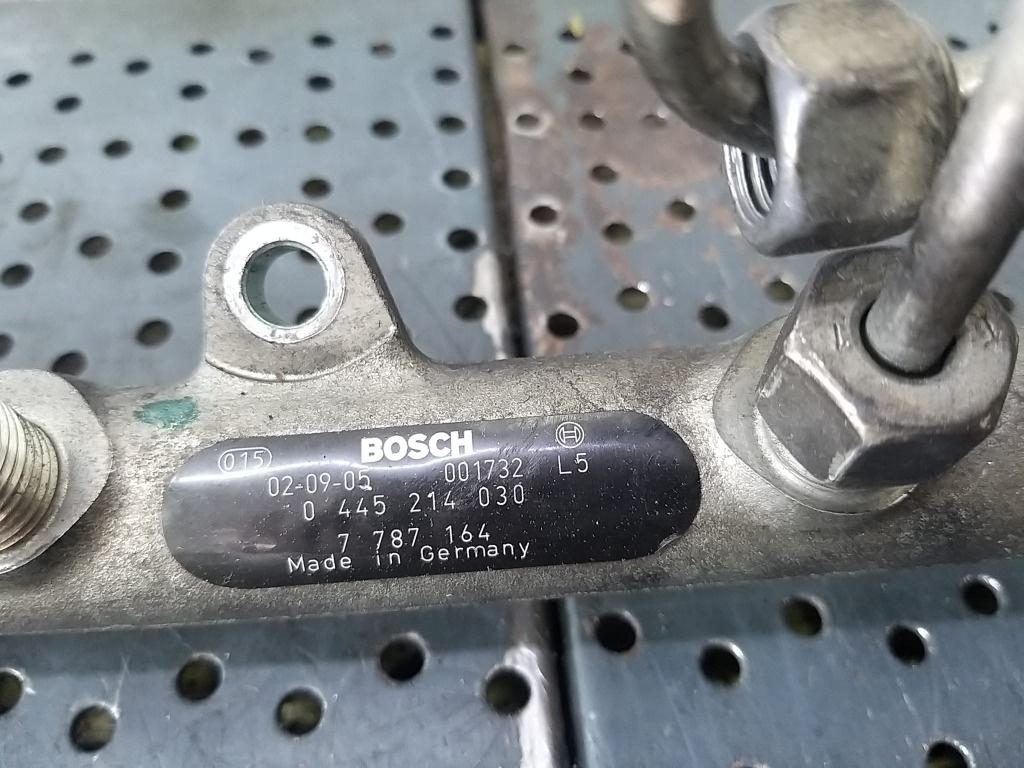 BOSCH
015
02-09-05 001732 L5
0 445 214 030
7 787 164
Made in Germany